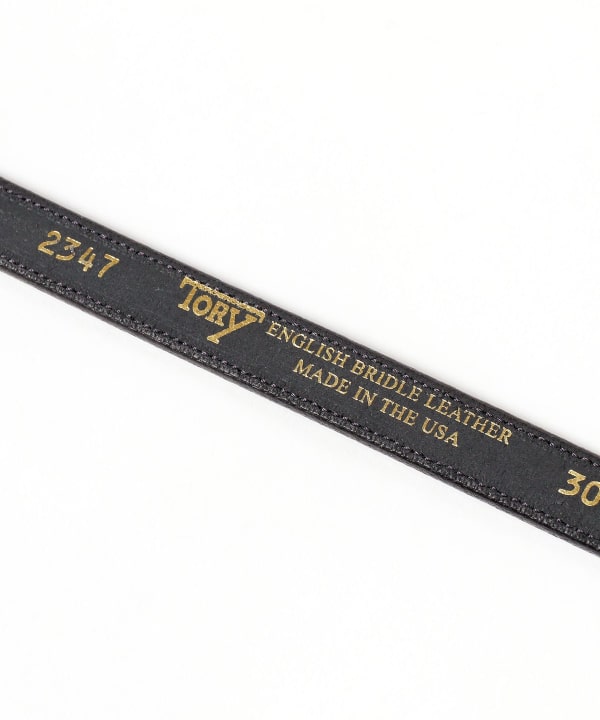 2347
TORY
ENGLISH BRIDLE LEATHER
MADE IN THE USA
30